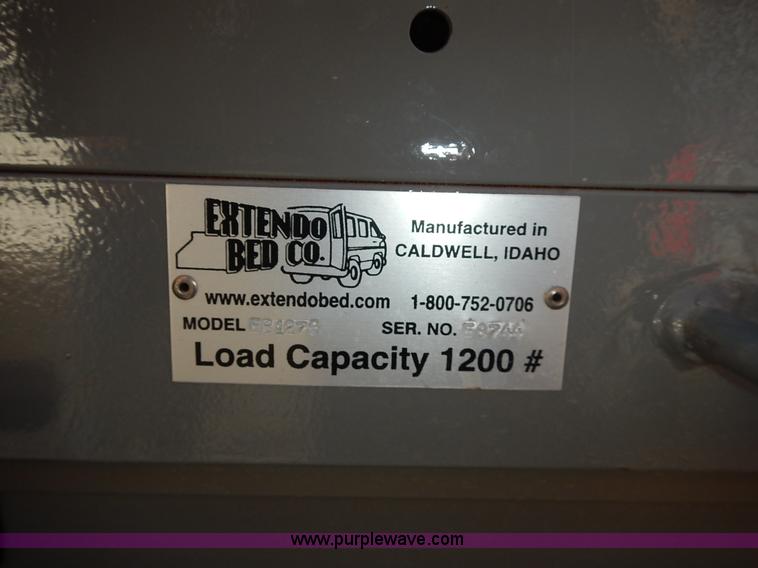 EXTENDO
BED CO.
Manufactured in
CALDWELL, IDAHO
www.extendobed.com 1-800-752-0706
MODEL SER. NO.
Load Capacity 1200 #
www.purplewave.com